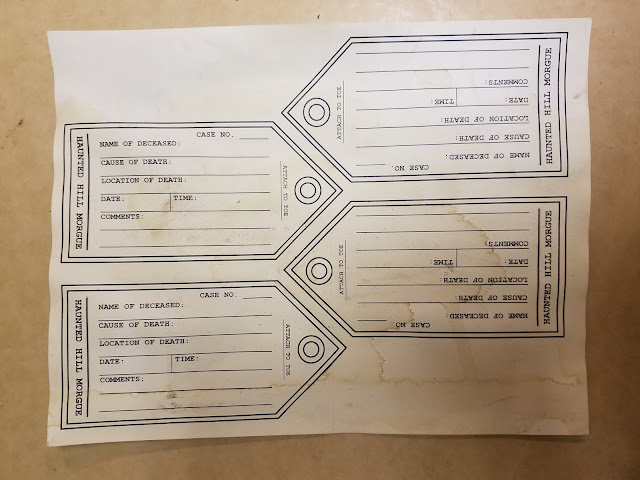 HAUNTED HILL MORGUE
CASE NO.
NAME OF DECEASED:
CAUSE OF DEATH:
LOCATION OF DEATH:
DATE: TIME:
COMMENTS:
ATTACH TO TOE
HAUNTED HILL MORGUE
CASE NO.
NAME OF DECEASED:
CAUSE OF DEATH:
LOCATION OF DEATH:
DATE: TIME:
COMMENTS:
ATTACH TO TOE
HAUNTED HILL MORGUE
CASE NO.
NAME OF DECEASED:
CAUSE OF DEATH:
LOCATION OF DEATH:
DATE: TIME:
COMMENTS:
ATTACH TO TOE
HAUNTED HILL MORGUE
CASE NO.
NAME OF DECEASED:
CAUSE OF DEATH:
LOCATION OF DEATH:
DATE: TIME:
COMMENTS:
ATTACH TO TOE